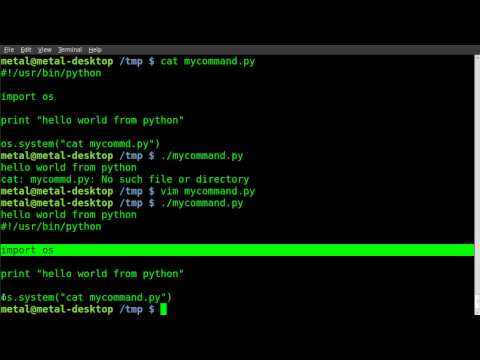 File Edit View Terminal Help
metal@metal-desktop /tmp $ cat mycommand.py
#!/usr/bin/python
import os
print "hello world from python"
os.system("cat mycommd.py")
metal@metal-desktop /tmp $ ./mycommand.py
hello world from python
cat: mycommd.py: No such file or directory
metal@metal-desktop /tmp $ vim mycommand.py
metal@metal-desktop /tmp $ ./mycommand.py
hello world from python
#!/usr/bin/python
import os
print "hello world from python"
os.system("cat mycommand.py")
metal@metal-desktop /tmp $